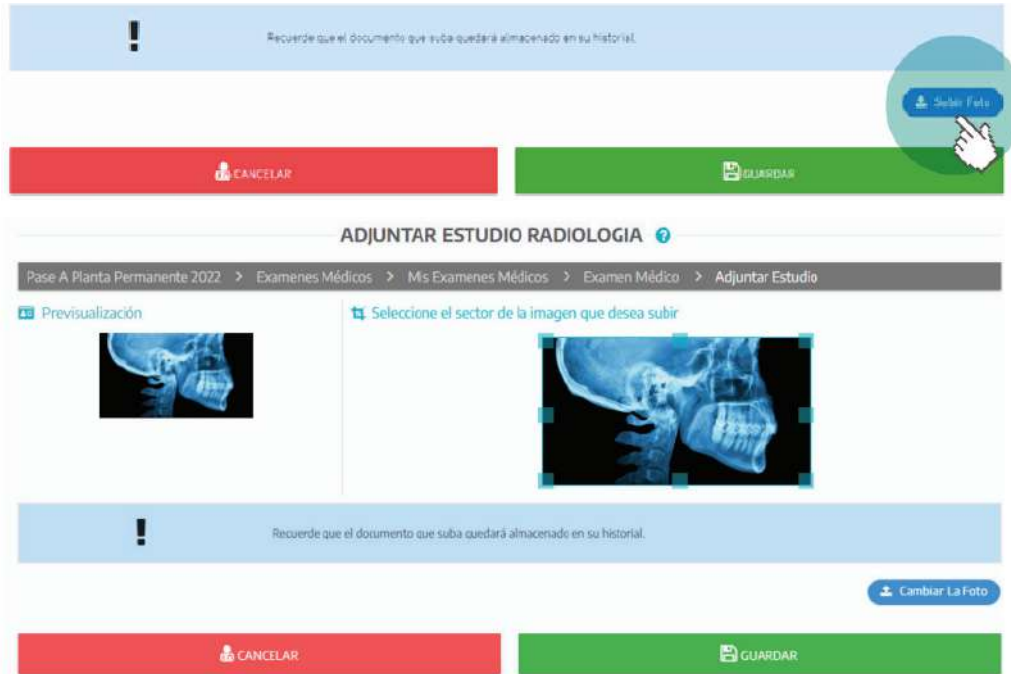 Recuerde que el documento que suba quedará almacenado en su historial.
Subir Foto
CANCELAR
GUARDAR
ADJUNTAR ESTUDIO RADIOLOGIA ?
Pase A Planta Permanente 2022 > Examenes Médicos > Mis Examenes Médicos > Examen Médico > Adjuntar Estudio
Previsualización
Seleccione el sector de la imagen que desea subir
Recuerde que el documento que suba quedará almacenado en su historial.
Cambiar La Foto
CANCELAR
GUARDAR